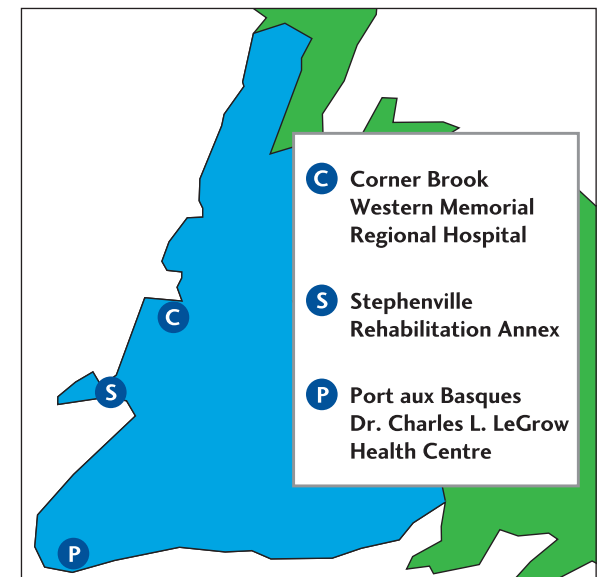 C Corner Brook
Western Memorial
Regional Hospital
S Stephenville
Rehabilitation Annex
P Port aux Basques
Dr. Charles L. LeGrow
Health Centre
C
S
P